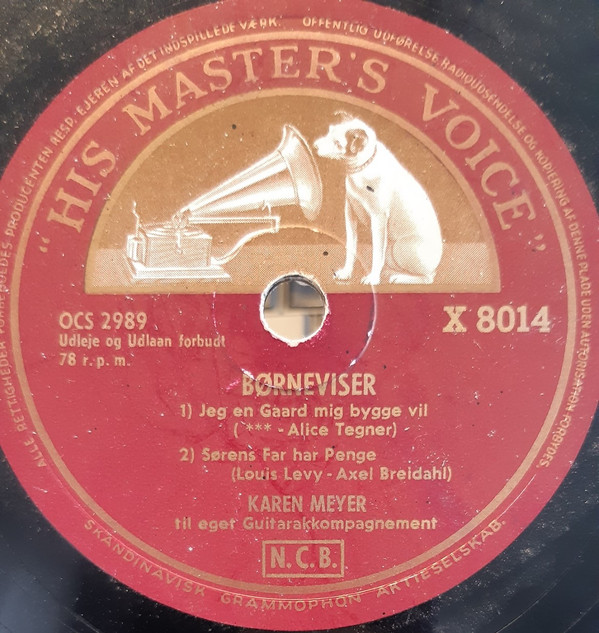 ALLE RETTIGHEDER FORBEHOLDES PRODUCENTEN RESP. EJEREN AF DET INDSPILLEDE VÆRK. OFFENTLIG UDFØRELSE, RADIOUDSENDELSE OG KOPIERING AF DENNE PLADE UDEN AUTORISATION FORBYDES.
"HIS MASTER'S VOICE"
OCS 2989
X 8014
Udleje og Udlaan forbudt
78 r. p. m.
BØRNEVISER
1) Jeg en Gaard mig bygge vil
( *** - Alice Tegner)
2) Sørens Far har Penge
(Louis Levy - Axel Breidahl)
KAREN MEYER
til eget Guitarakkompagnement
N. C. B.
SKANDINAVISK GRAMMOPHON AKTIESELSKAB.